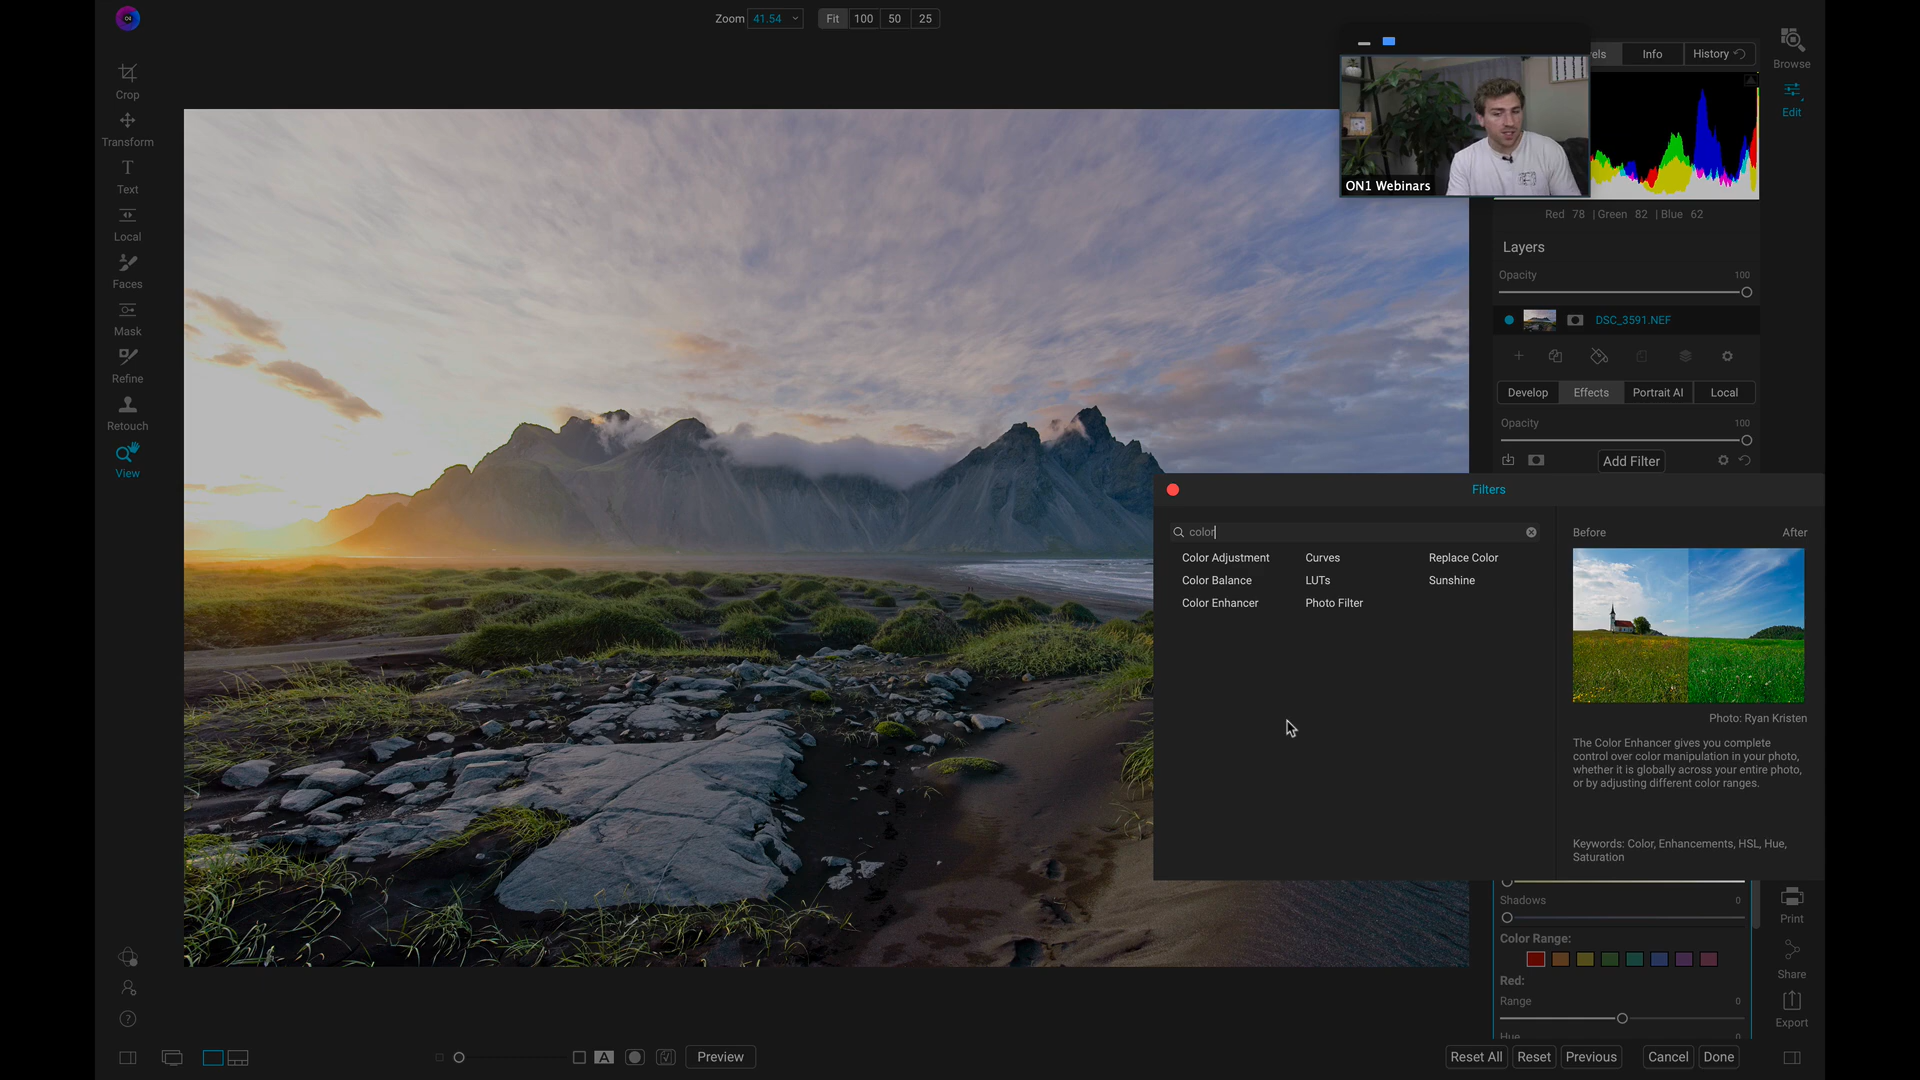 Zoom 41.54 Fit 100 50 25
Crop
Transform
Text
Local
Faces
Mask
Refine
Retouch
View
ON1 Webinars
Info
History
Browse
Edit
Red 78 | Green 82 | Blue 62
Layers
Opacity 100
DSC_3591.NEF
Develop Effects Portrait AI Local
Opacity 100
Add Filter
Filters
color
Color Adjustment Curves Replace Color
Color Balance LUTs Sunshine
Color Enhancer Photo Filter
Before After
Photo: Ryan Kristen
The Color Enhancer gives you complete
control over color manipulation in your photo,
whether it is globally across your entire photo,
or by adjusting different color ranges.
Keywords: Color, Enhancements, HSL, Hue,
Saturation
Shadows 0
Color Range:
Red:
Range 0
Hue 0
Print
Share
Export
A
Preview
Reset All Reset Previous Cancel Done